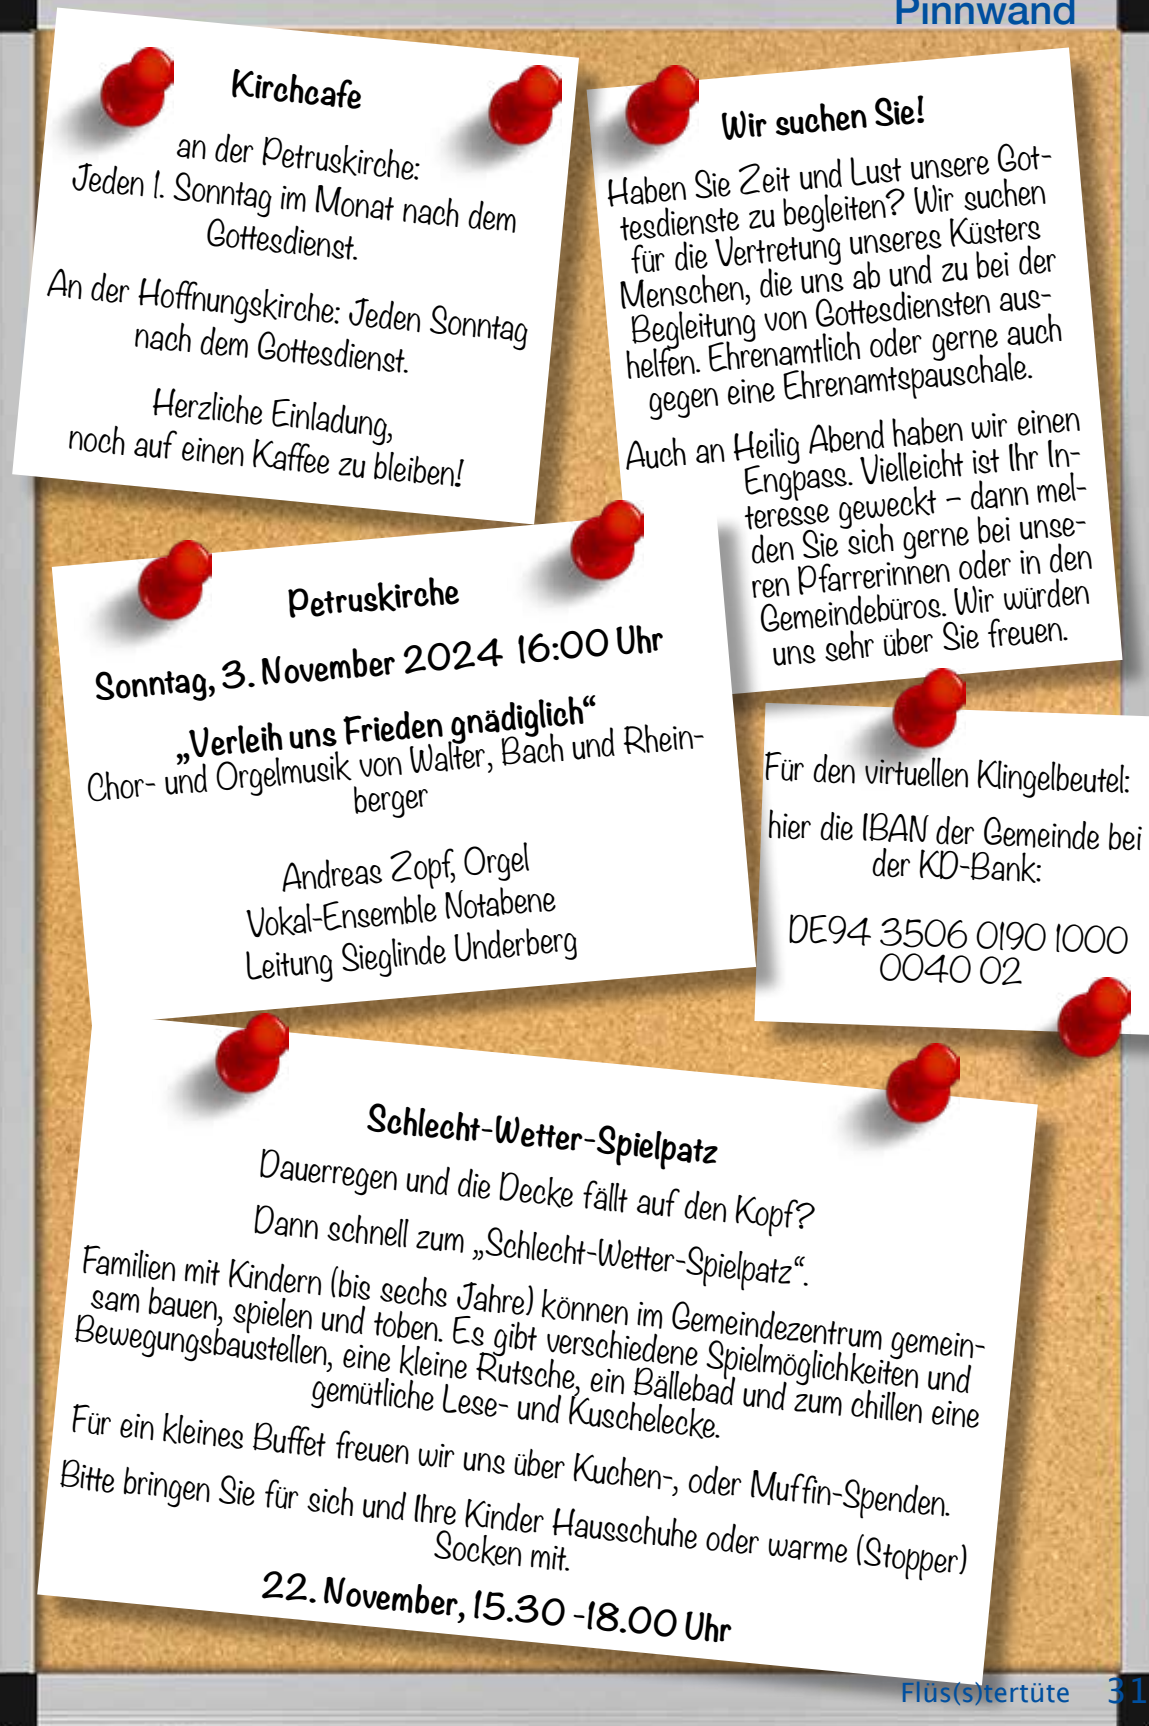 Pinnwand
Kirchcafe
an der Petruskirche:
Jeden 1. Sonntag im Monat nach dem
Gottesdienst.
An der Hoffnungskirche: Jeden Sonntag
nach dem Gottesdienst.
Herzliche Einladung,
noch auf einen Kaffee zu bleiben!
Wir suchen Sie!
Haben Sie Zeit und Lust unsere Got-
tesdienste zu begleiten? Wir suchen
für die Vertretung unseres Küsters
Menschen, die uns ab und zu bei der
Begleitung von Gottesdiensten aus-
helfen. Ehrenamtlich oder gerne auch
gegen eine Ehrenamtspauschale.
Auch an Heilig Abend haben wir einen
Engpass. Vielleicht ist Ihr In-
teresse geweckt – dann mel-
den Sie sich gerne bei unse-
ren Pfarrerinnen oder in den
Gemeindebüros. Wir würden
uns sehr über Sie freuen.
Petruskirche
Sonntag, 3. November 2024 16:00 Uhr
„Verleih uns Frieden gnädiglich“
Chor- und Orgelmusik von Walter, Bach und Rhein-
berger
Andreas Zopf, Orgel
Vokal-Ensemble Notabene
Leitung Sieglinde Underberg
Für den virtuellen Klingelbeutel:
hier die IBAN der Gemeinde bei
der KD-Bank:
DE94 3506 0190 1000
0040 02
Schlecht-Wetter-Spielpatz
Dauerregen und die Decke fällt auf den Kopf?
Dann schnell zum „Schlecht-Wetter-Spielpatz“.
Familien mit Kindern (bis sechs Jahre) können im Gemeindezentrum gemein-
sam bauen, spielen und toben. Es gibt verschiedene Spielmöglichkeiten und
Bewegungsbaustellen, eine kleine Rutsche, ein Bällebad und zum chillen eine
gemütliche Lese- und Kuschelecke.
Für ein kleines Buffet freuen wir uns über Kuchen-, oder Muffin-Spenden.
Bitte bringen Sie für sich und Ihre Kinder Hausschuhe oder warme (Stopper)
Socken mit.
22. November, 15.30 -18.00 Uhr
Flüs(s)tertüte 31